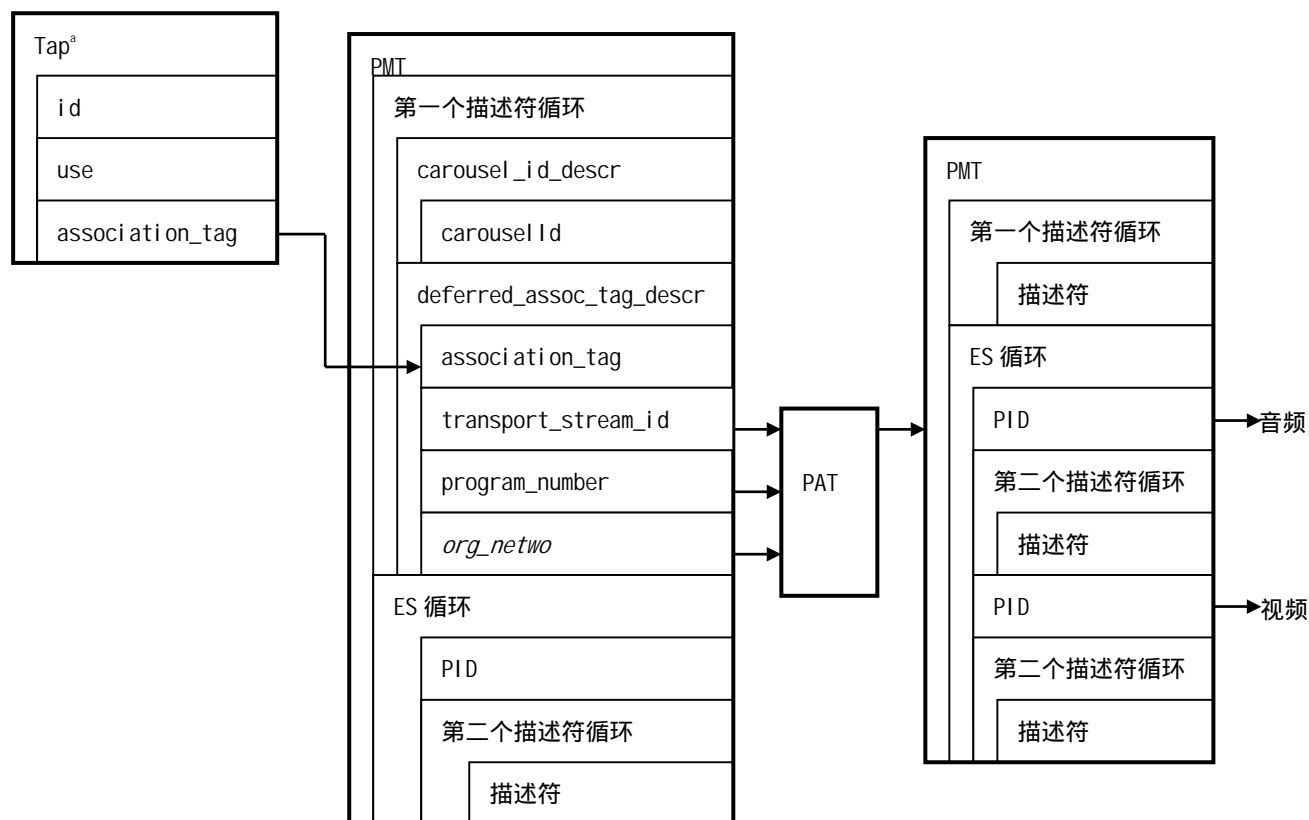 Tapª
id
use
association_tag
PMT
第一个描述符循环
carousel_id_descr
carouselId
deferred_assoc_tag_descr
association_tag
transport_stream_id
program_number
org_netwo
ES 循环
PID
第二个描述符循环
描述符
PAT
PMT
第一个描述符循环
描述符
ES 循环
PID
第二个描述符循环
描述符
PID
第二个描述符循环
描述符
音频
视频